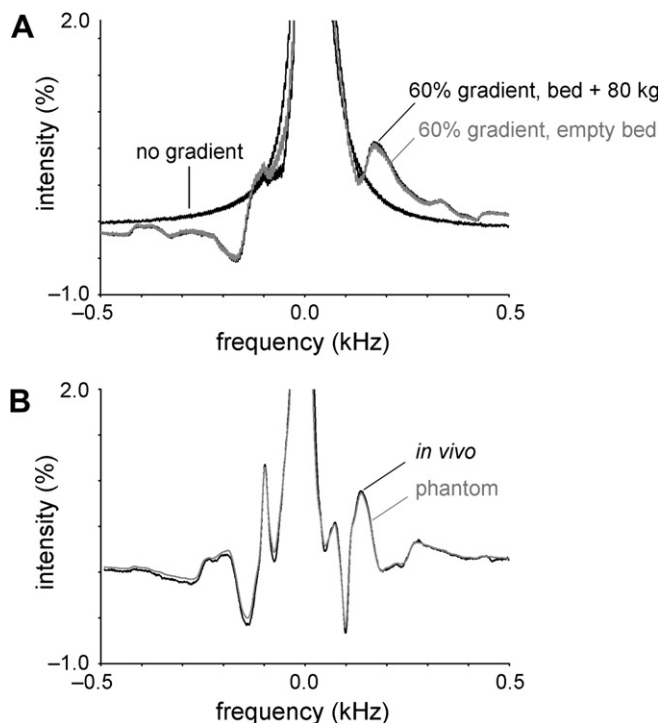 A
2.0
60% gradient, bed + 80 kg
60% gradient, empty bed
no gradient
intensity (%)
–1.0
–0.5
0.0
0.5
frequency (kHz)
B
2.0
in vivo
phantom
intensity (%)
–1.0
–0.5
0.0
0.5
frequency (kHz)